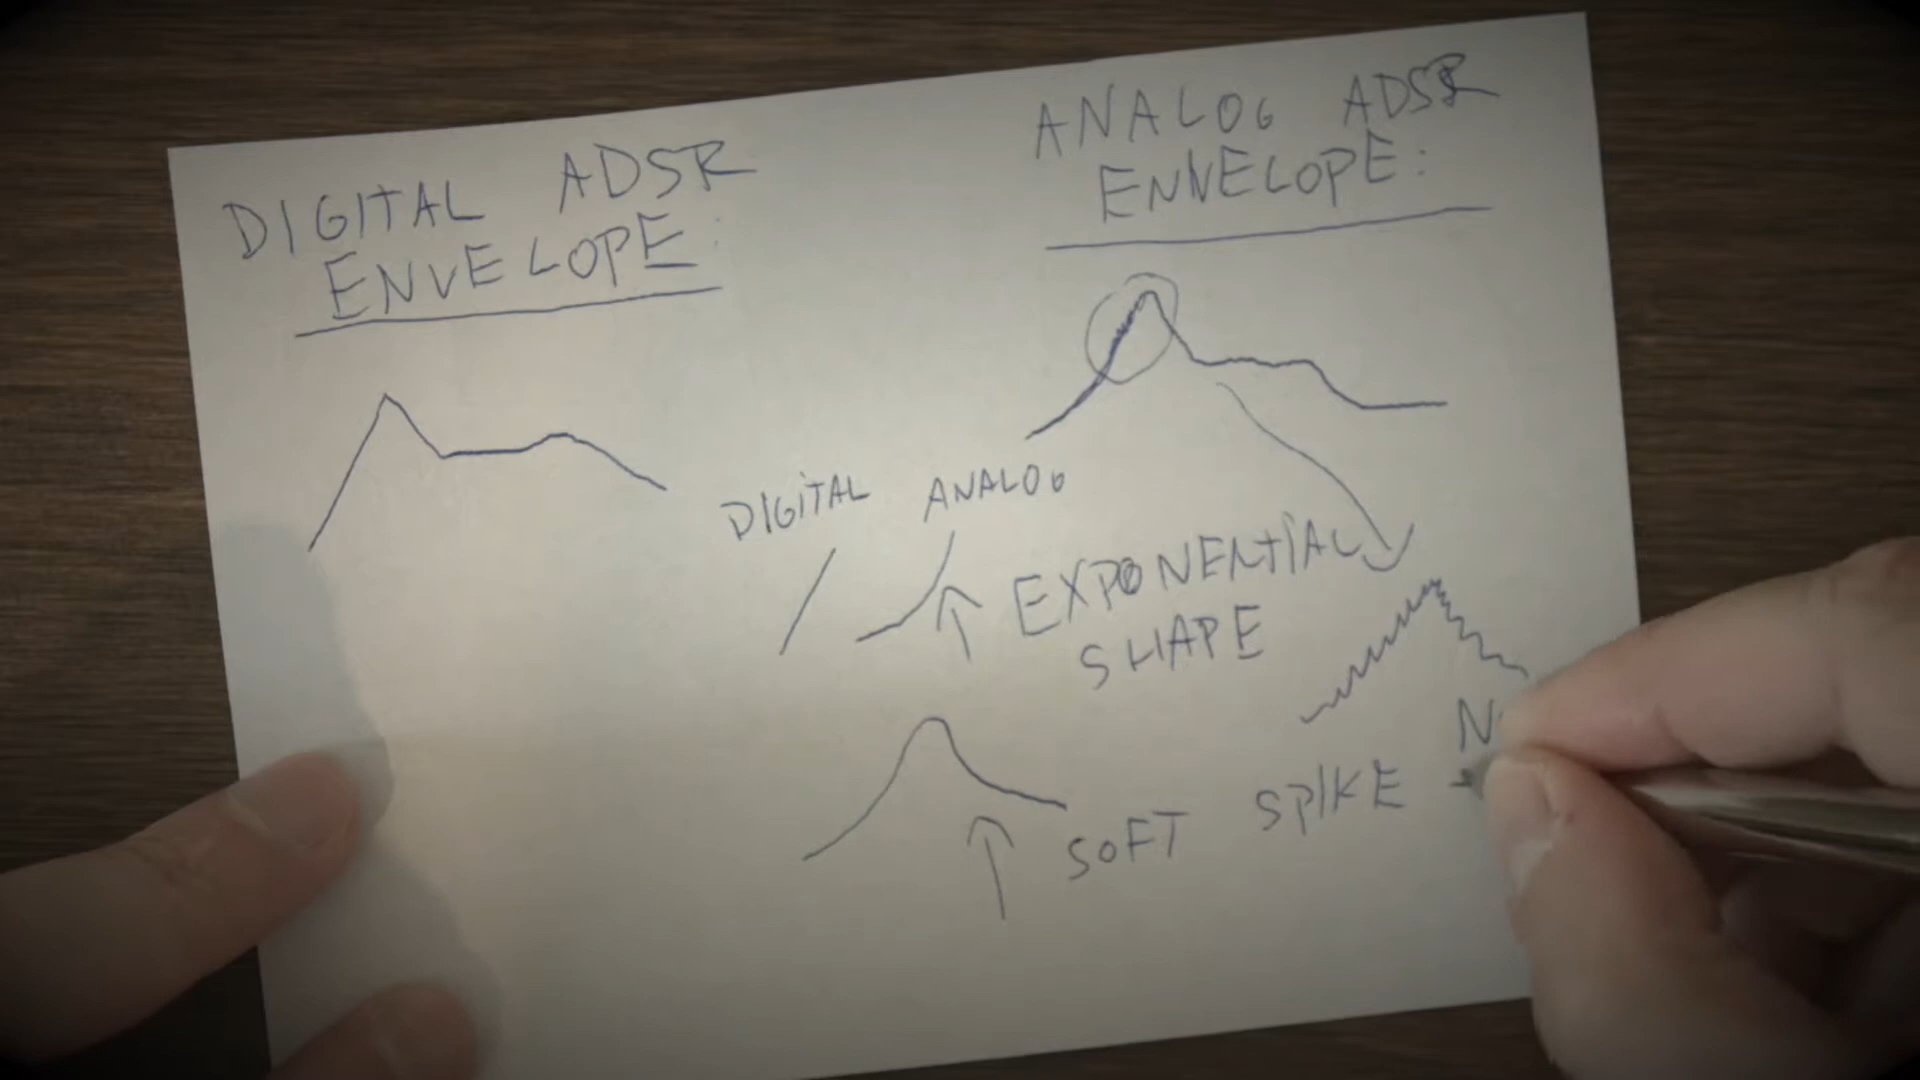 DIGITAL ADSR
ENVELOPE:
ANALOG ADSR
ENVELOPE:
DIGITAL ANALOG
EXPONENTIAL
SHAPE
SOFT SPIKE